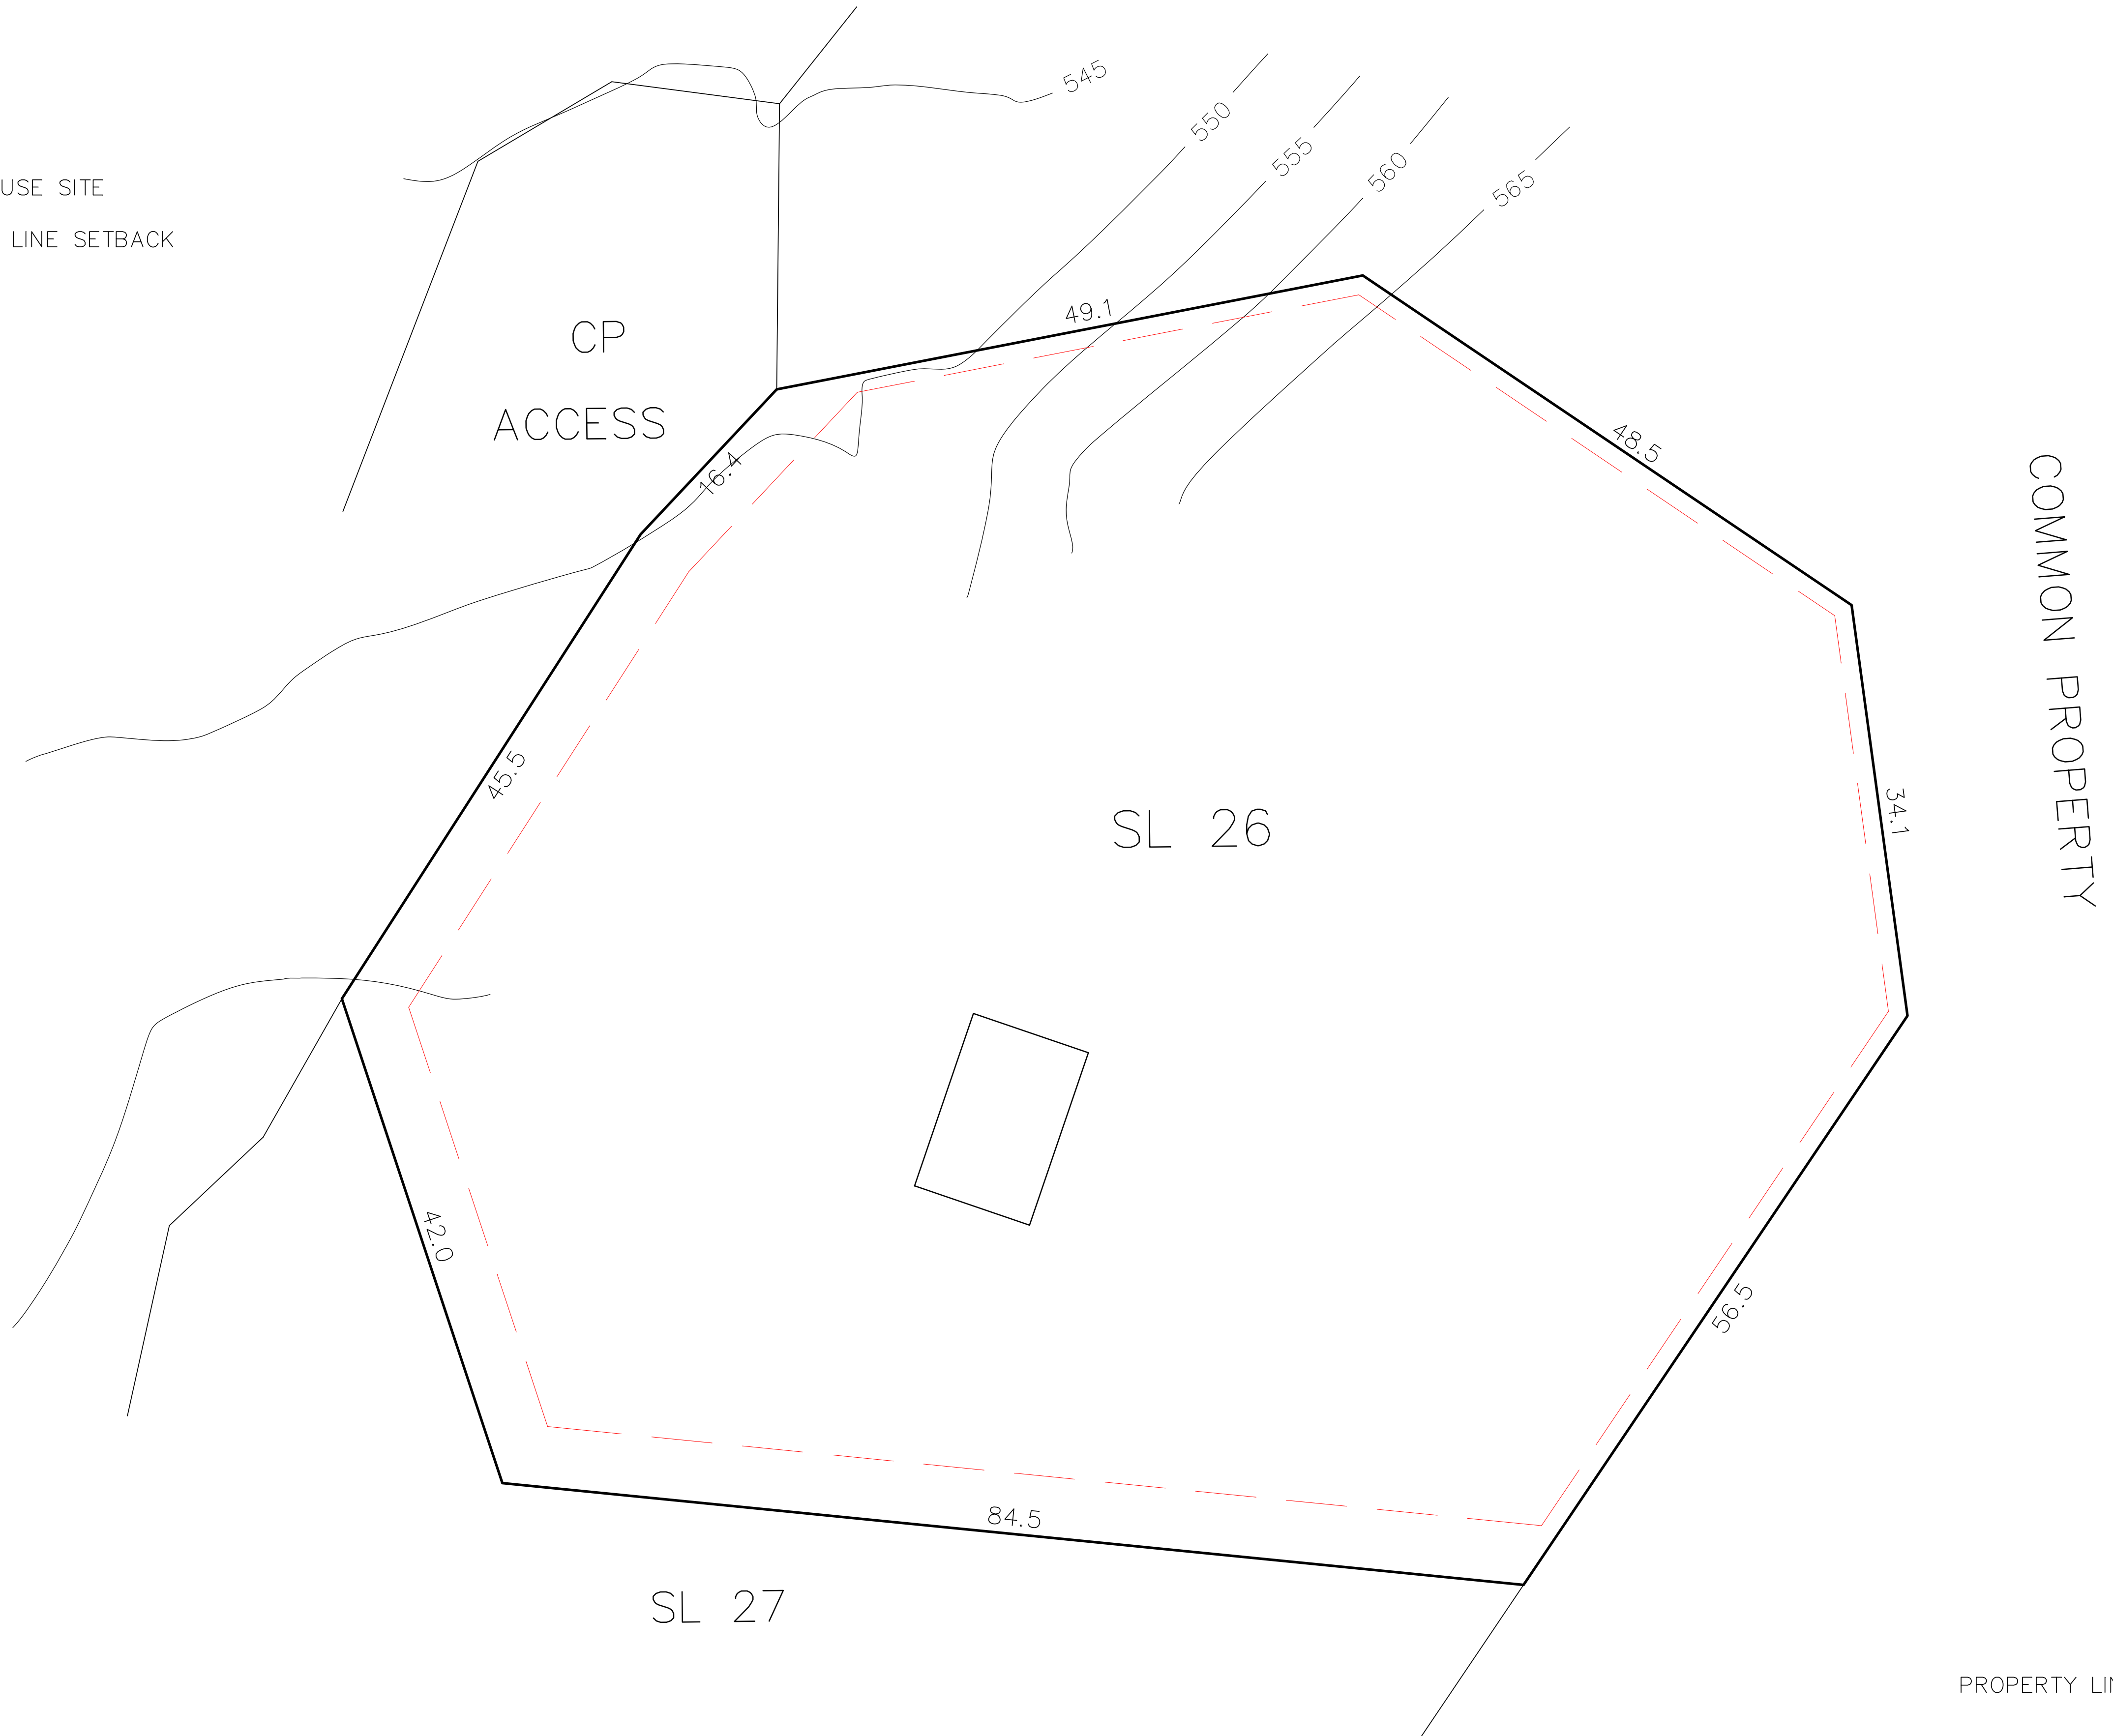 545
550
555
560
565
USE SITE
LINE SETBACK
CP
ACCESS
49.1
16.4
48.5
COMMON PROPERTY
45.5
34.1
SL 26
42.0
56.5
84.5
SL 27
PROPERTY